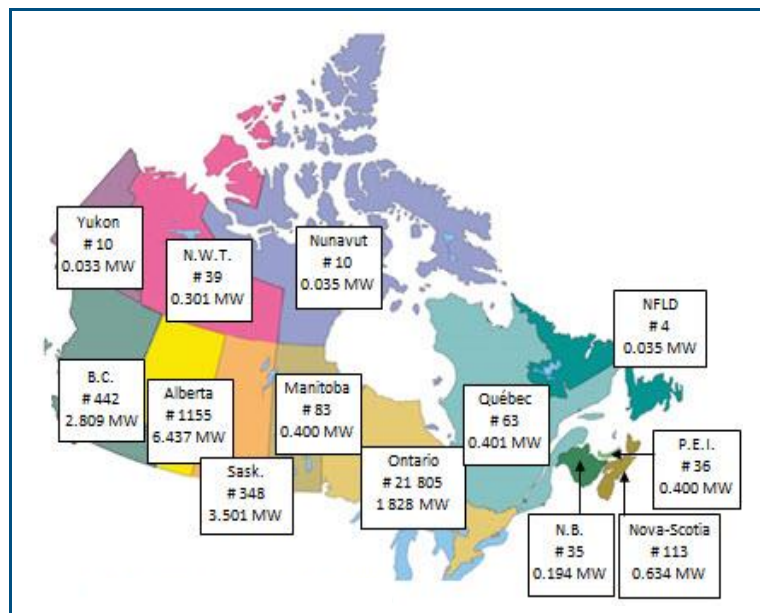 Yukon
# 10
0.033 MW
N.W.T.
# 39
0.301 MW
Nunavut
# 10
0.035 MW
NFLD
# 4
0.035 MW
B.C.
# 442
2.809 MW
Alberta
# 1155
6.437 MW
Sask.
# 348
3.501 MW
Manitoba
# 83
0.400 MW
Ontario
# 21 805
1 828 MW
Québec
# 63
0.401 MW
P.E.I.
# 36
0.400 MW
N.B.
# 35
0.194 MW
Nova-Scotia
# 113
0.634 MW